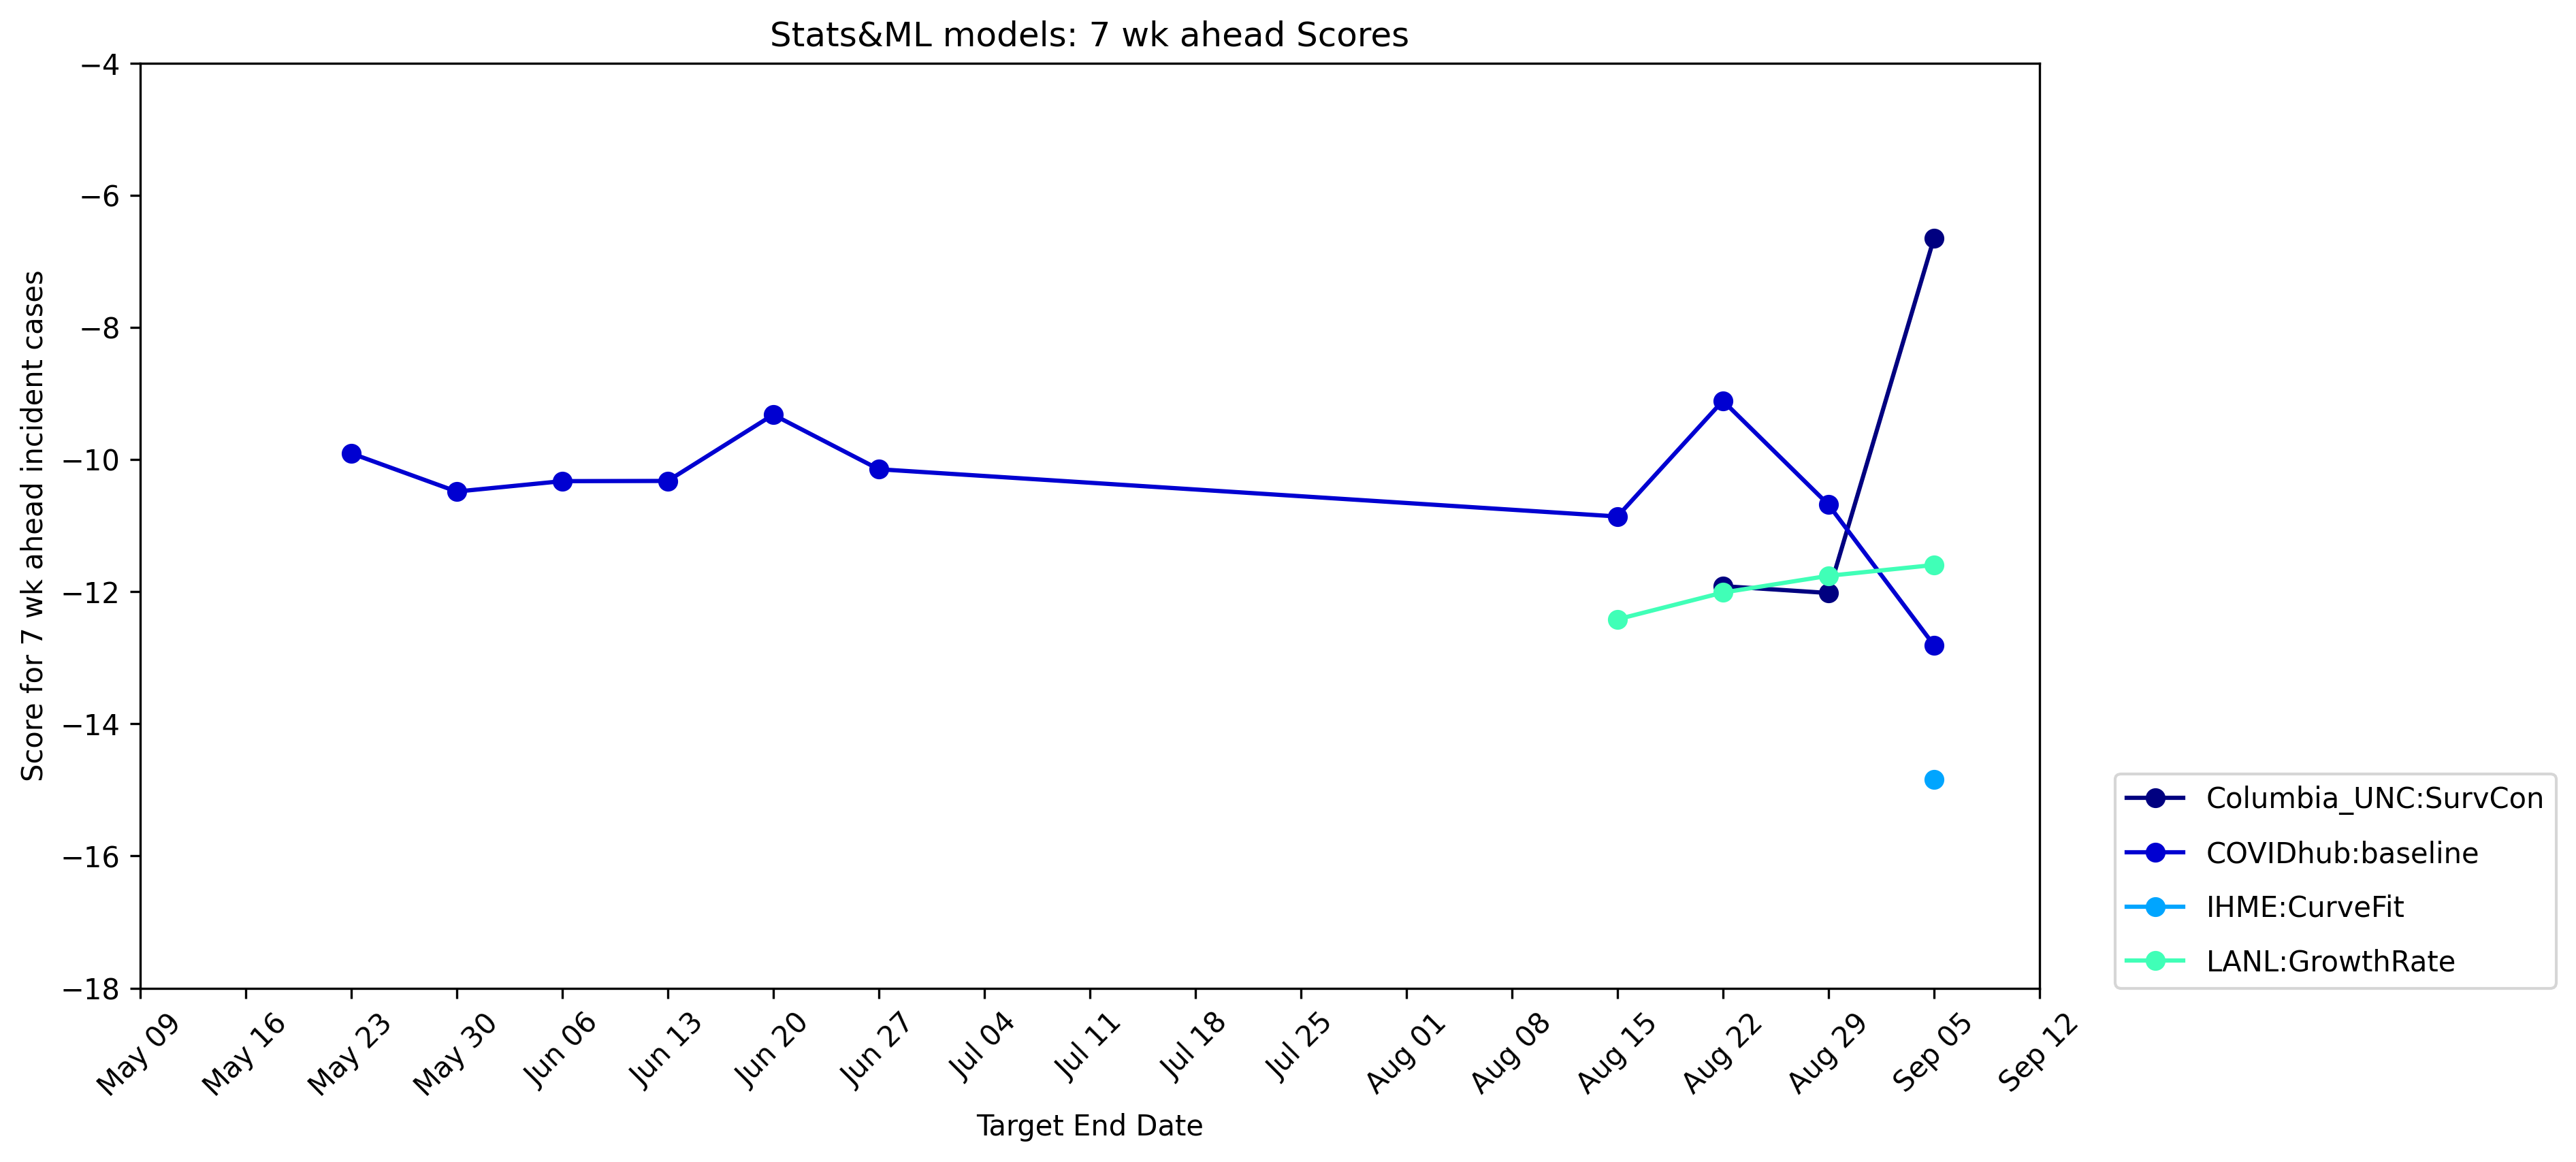 Stats&ML models: 7 wk ahead Scores
Score for 7 wk ahead incident cases
−4
−6
−8
−10
−12
−14
−16
−18
May 09
May 16
May 23
May 30
Jun 06
Jun 13
Jun 20
Jun 27
Jul 04
Jul 11
Jul 18
Jul 25
Aug 01
Aug 08
Aug 15
Aug 22
Aug 29
Sep 05
Sep 12
Target End Date
Columbia_UNC:SurvCon
COVIDhub:baseline
IHME:CurveFit
LANL:GrowthRate